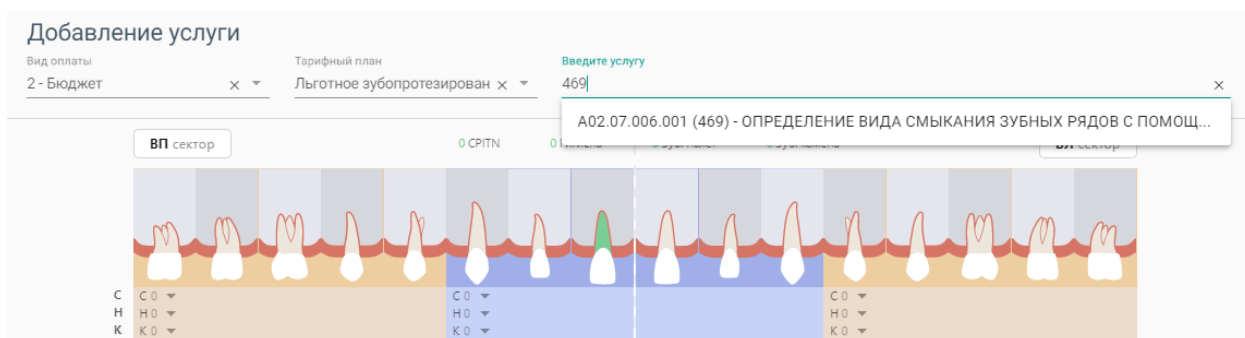 Добавление услуги
Вид оплаты Тарифный план Введите услугу
2 - Бюджет Льготное зубопротезирован 469
A02.07.006.001 (469) - ОПРЕДЕЛЕНИЕ ВИДА СМЫКАНИЯ ЗУБНЫХ РЯДОВ С ПОМОЩ...
ВП сектор 0 CPITN
С С 0 С 0 С 0
Н Н 0 Н 0 Н 0
К К 0 К 0 К 0